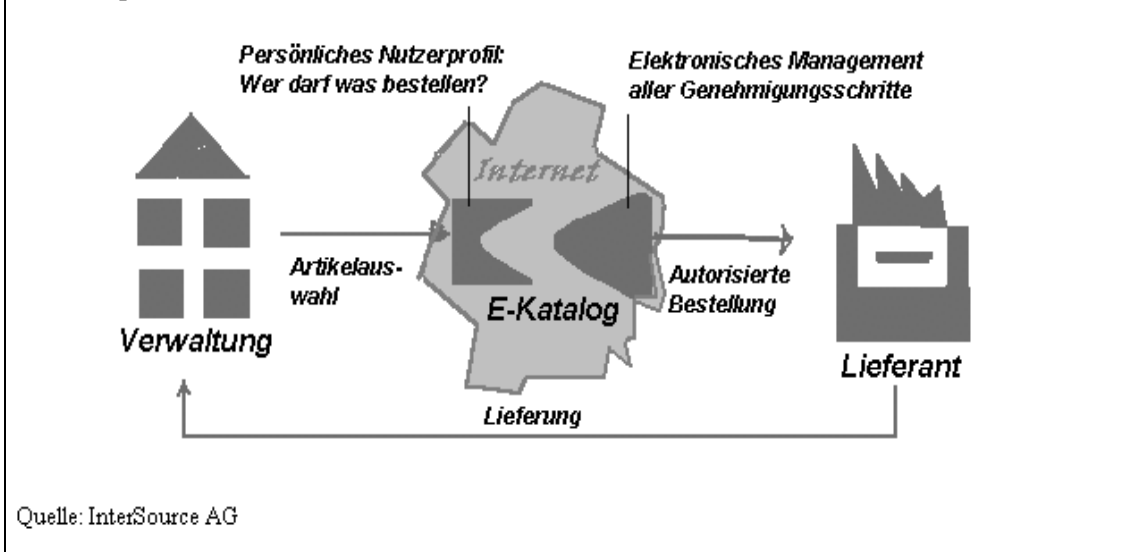 Persönliches Nutzerprofil:
Wer darf was bestellen?
Elektronisches Management
aller Genehmigungsschritte
Internet
Artikelaus-
wahl
E-Katalog
Autorisierte
Bestellung
Verwaltung
Lieferant
Lieferung
Quelle: InterSource AG